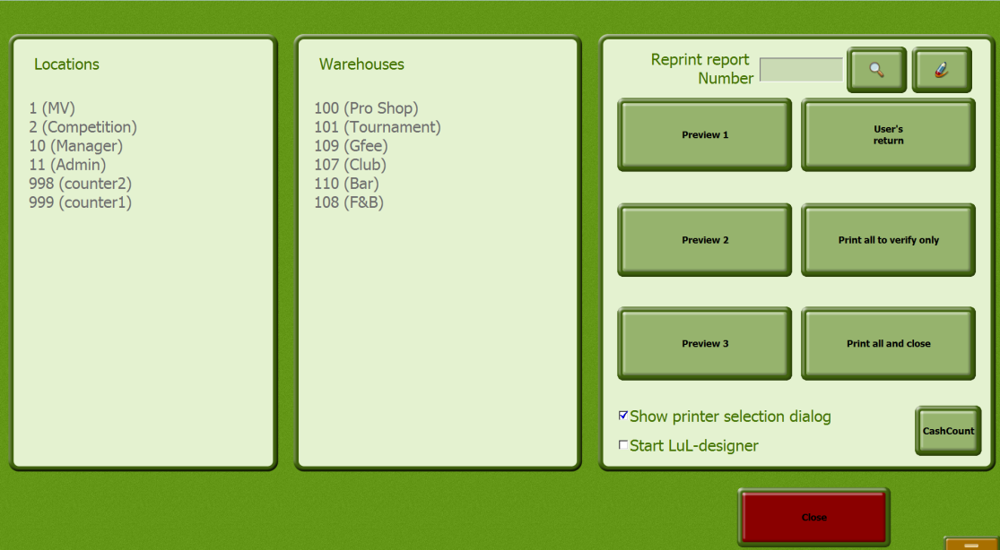 Locations
1 (MV)
2 (Competition)
10 (Manager)
11 (Admin)
998 (counter2)
999 (counter1)
Warehouses
100 (Pro Shop)
101 (Tournament)
109 (Gfee)
107 (Club)
110 (Bar)
108 (F&B)
Reprint report
Number
Preview 1
User's
return
Preview 2
Print all to verify only
Preview 3
Print all and close
Show printer selection dialog
Start LuL-designer
CashCount
Close